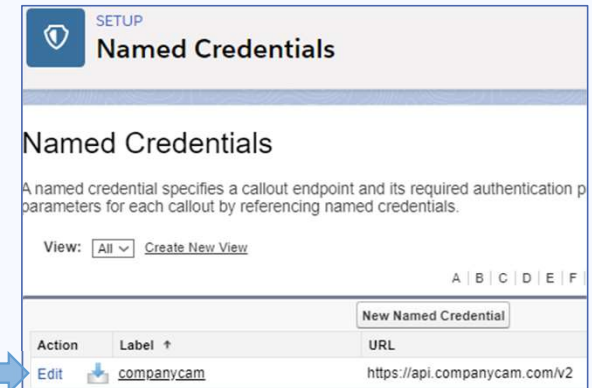 SETUP
Named Credentials
Named Credentials
A named credential specifies a callout endpoint and its required authentication p
parameters for each callout by referencing named credentials.
View: All Create New View
A | B | C | D | E | F |
New Named Credential
Action Label ↑ URL
Edit companycam https://api.companycam.com/v2